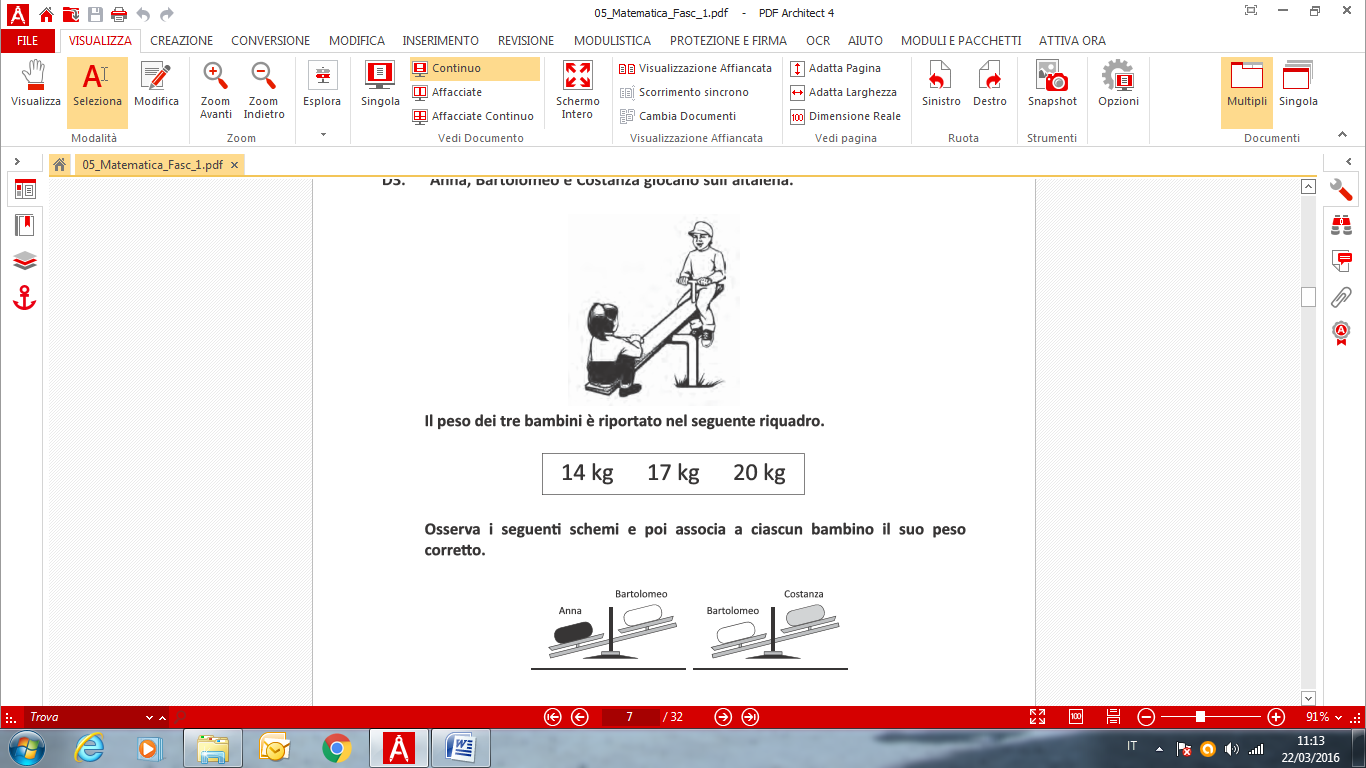 05_Matematica_Fasc_1.pdf - PDF Architect 4
FILE VISUALIZZA CREAZIONE CONVERSIONE MODIFICA INSERIMENTO REVISIONE MODULISTICA PROTEZIONE E FIRMA OCR AIUTO MODULI E PACCHETTI ATTIVA ORA
Visualizza
Seleziona
Modifica
Modalità
Zoom Avanti
Zoom Indietro
Zoom
Esplora
Singola
Continuo
Affacciate
Affacciate Continuo
Vedi Documento
Schermo Intero
Visualizzazione Affiancata
Scorrimento sincrono
Cambia Documenti
Visualizzazione Affiancata
Adatta Pagina
Adatta Larghezza
100 Dimensione Reale
Vedi pagina
Sinistro
Destro
Ruota
Snapshot
Strumenti
Opzioni
Multipli
Singola
Documenti
05_Matematica_Fasc_1.pdf
D3. Anna, Bartolomeo e Costanza giocano sull'altalena.
Il peso dei tre bambini è riportato nel seguente riquadro.
14 kg 17 kg 20 kg
Osserva i seguenti schemi e poi associa a ciascun bambino il suo peso
corretto.
Anna
Bartolomeo
Bartolomeo
Costanza
Trova
7 / 32
100
91%
IT
11:13
22/03/2016